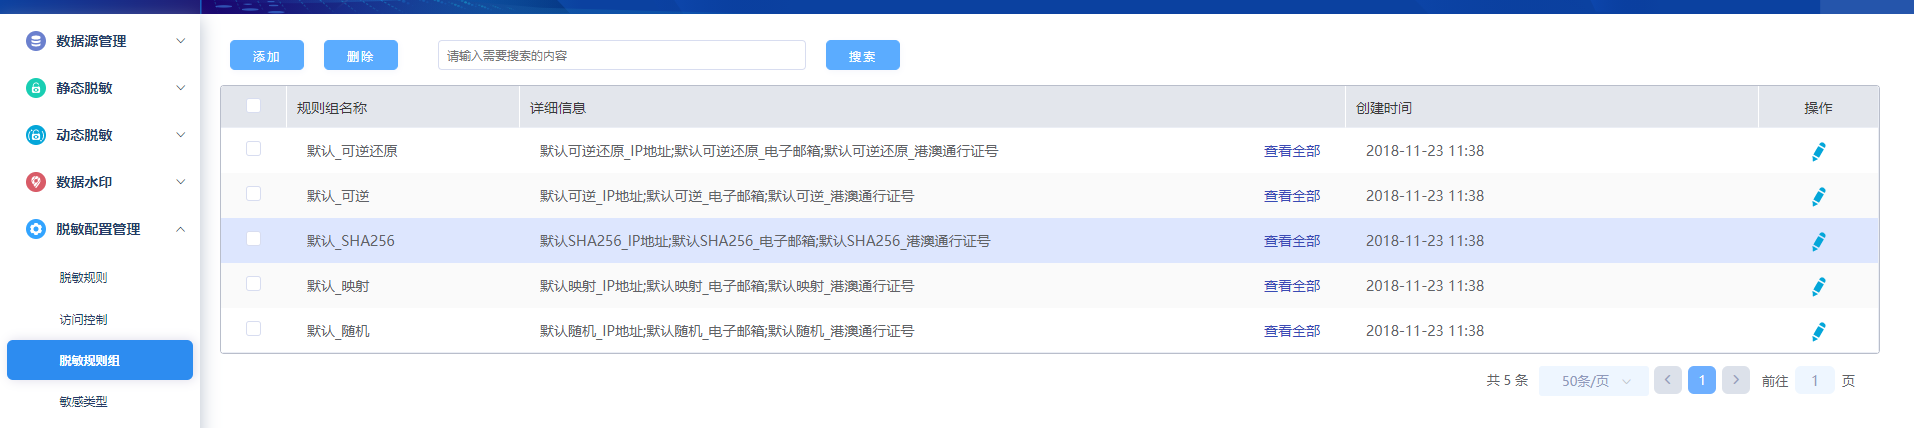 数据源管理
静态脱敏
动态脱敏
数据水印
脱敏配置管理
脱敏规则
访问控制
脱敏规则组
敏感类型
添加 删除 请输入需要搜索的内容 搜索
规则组名称 详细信息 创建时间 操作
默认_可逆还原 默认可逆还原_IP地址;默认可逆还原_电子邮箱;默认可逆还原_港澳通行证号 查看全部 2018-11-23 11:38
默认_可逆 默认可逆_IP地址;默认可逆_电子邮箱;默认可逆_港澳通行证号 查看全部 2018-11-23 11:38
默认_SHA256 默认SHA256_IP地址;默认SHA256_电子邮箱;默认SHA256_港澳通行证号 查看全部 2018-11-23 11:38
默认_映射 默认映射_IP地址;默认映射_电子邮箱;默认映射_港澳通行证号 查看全部 2018-11-23 11:38
默认_随机 默认随机_IP地址;默认随机_电子邮箱;默认随机_港澳通行证号 查看全部 2018-11-23 11:38
共 5 条 50条/页 1 前往 1 页